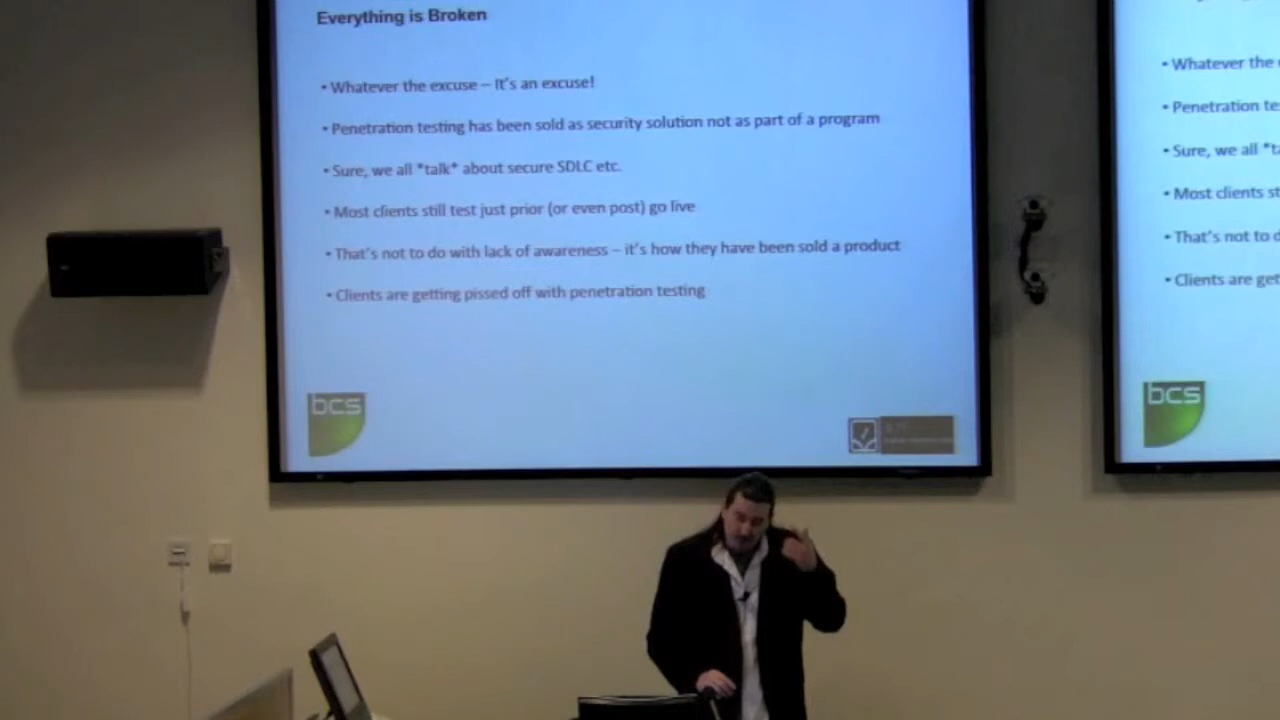 Everything is Broken
• Whatever the excuse – It's an excuse!
• Penetration testing has been sold as security solution not as part of a program
• Sure, we all *talk* about secure SDLC etc.
• Most clients still test just prior (or even post) go live
• That's not to do with lack of awareness – it's how they have been sold a product
• Clients are getting pissed off with penetration testing
bcs
• Whatever the
• Penetration
• Sure, we all
• Most clients
• That's not to
• Clients are
bcs